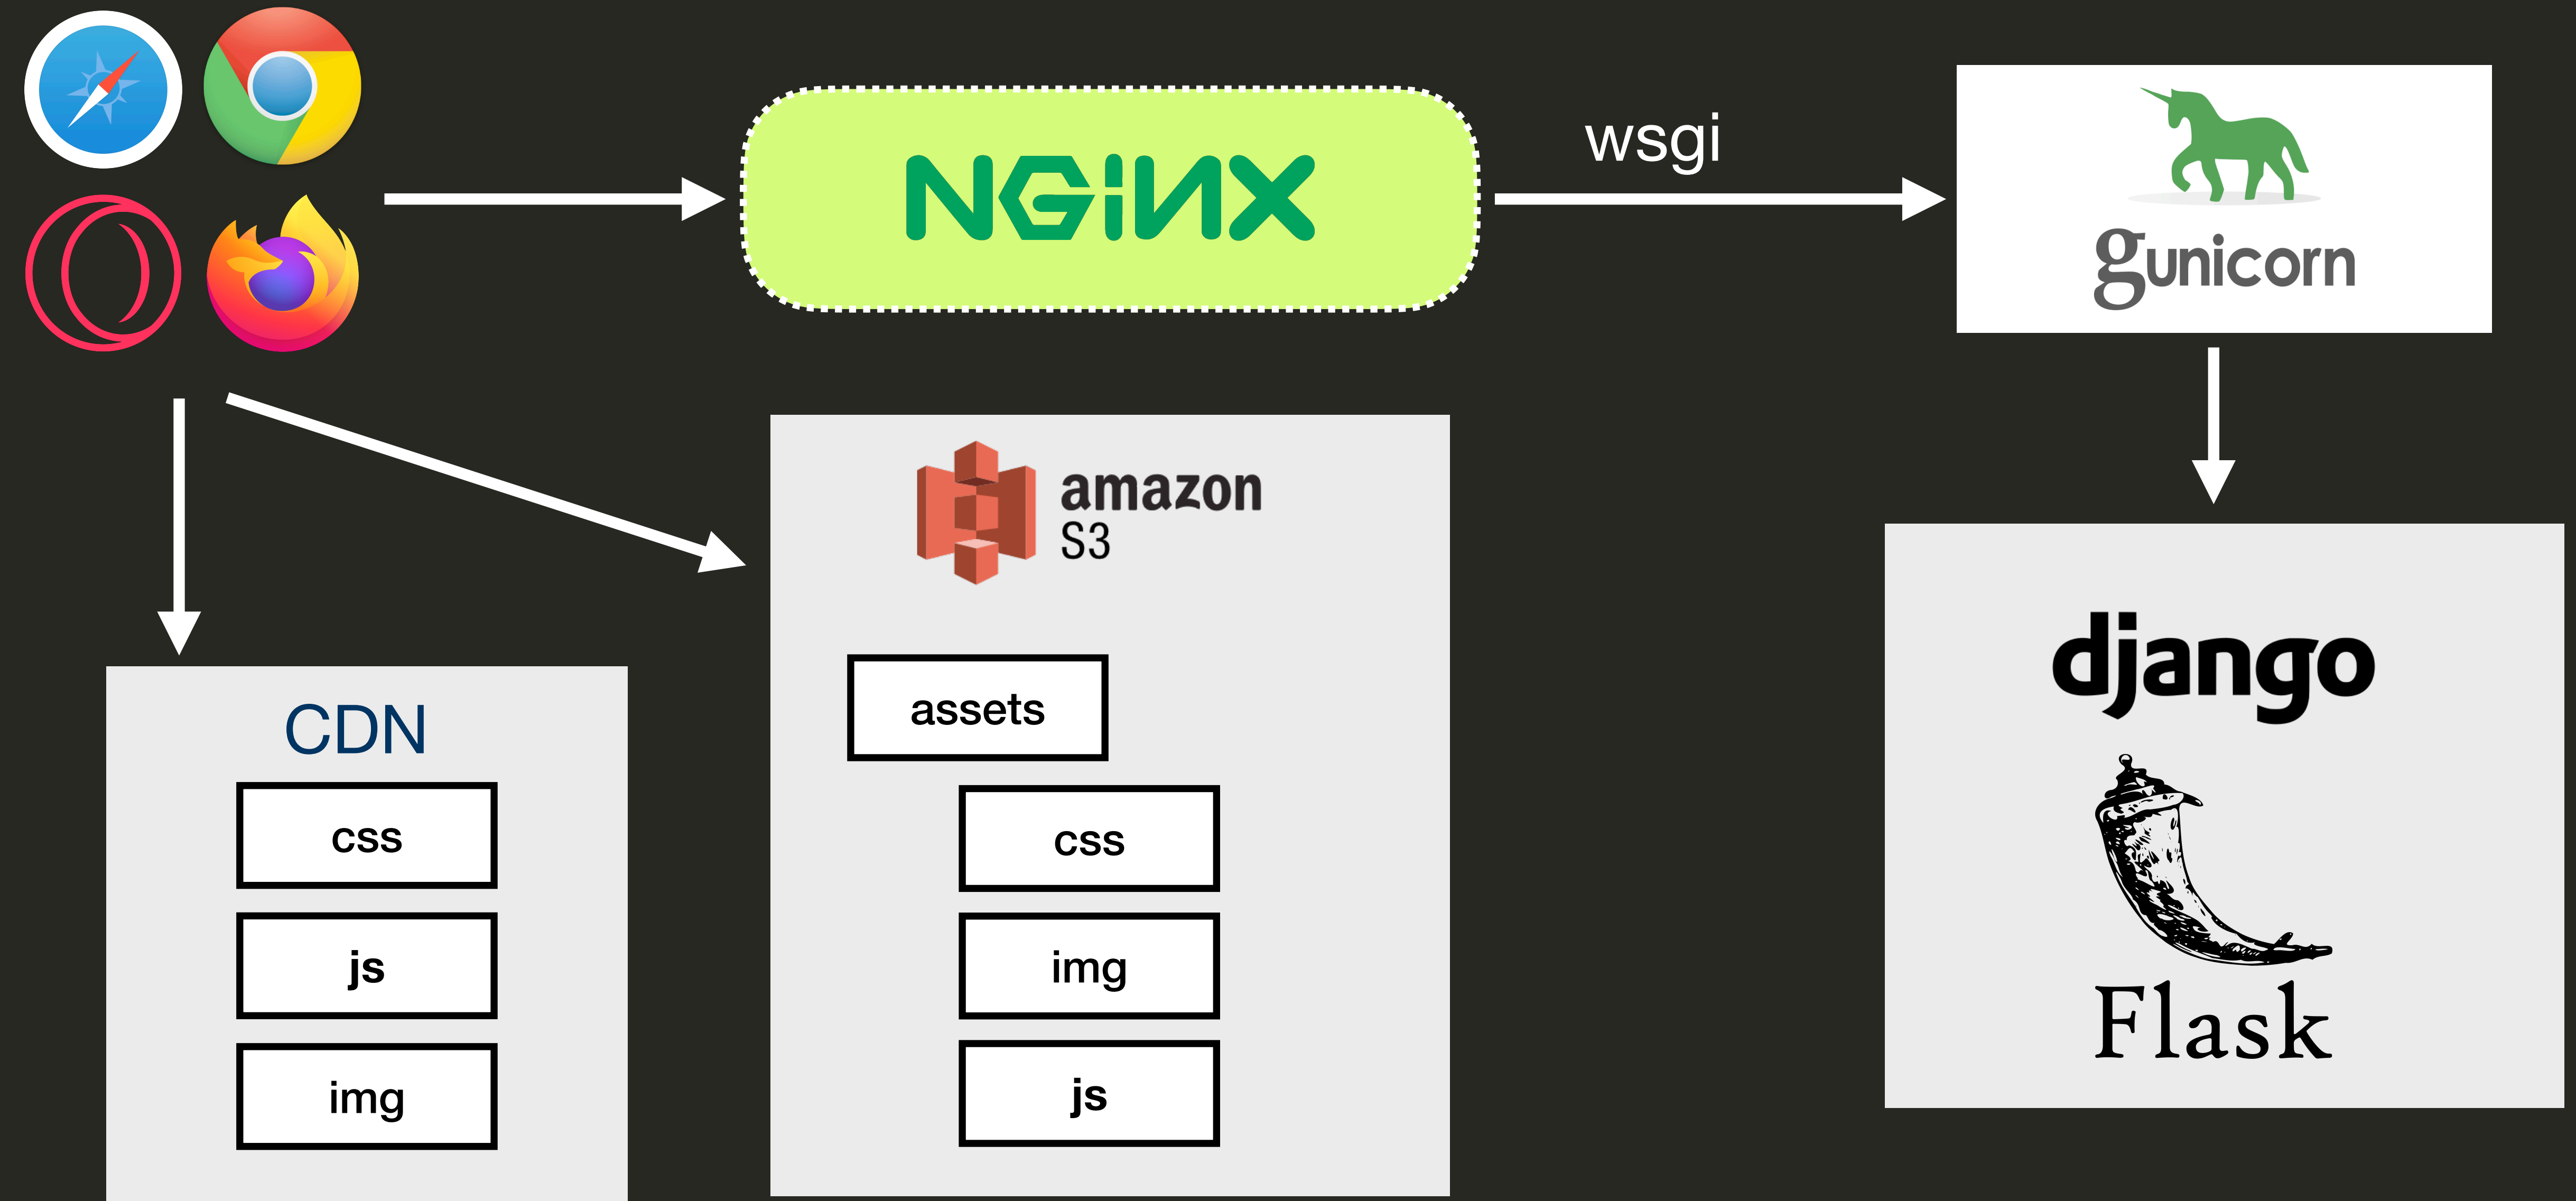 NGINX
wsgi
gunicorn
amazon
S3
assets
css
img
js
CDN
css
js
img
django
Flask